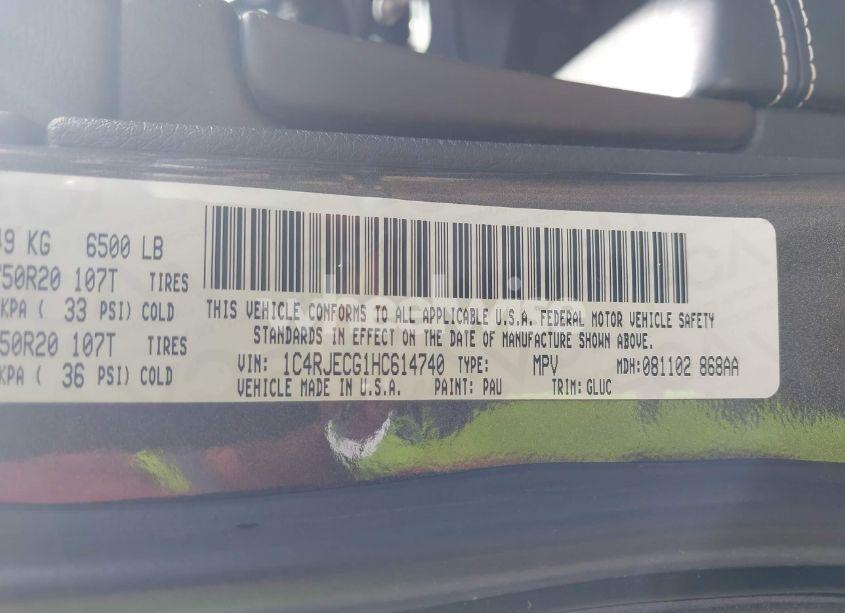 49 KG 6500 LB
50R20 107T TIRES
KPA ( 33 PSI) COLD
50R20 107T TIRES
KPA ( 36 PSI) COLD
THIS VEHICLE CONFORMS TO ALL APPLICABLE U.S.A. FEDERAL MOTOR VEHICLE SAFETY
STANDARDS IN EFFECT ON THE DATE OF MANUFACTURE SHOWN ABOVE.
VIN: 1C4RJECG1HC614740 TYPE: MPV MDH: 081102 868AA
VEHICLE MADE IN U.S.A. PAINT: PAU TRIM: GLUC